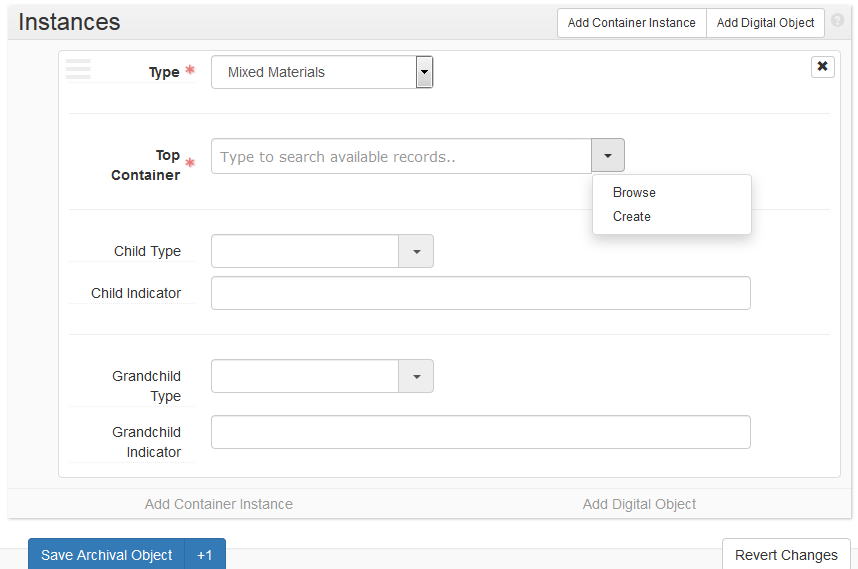 Instances
Add Container Instance
Add Digital Object
?
Type *
Mixed Materials
Top
Container *
Type to search available records..
Browse
Create
Child Type
Child Indicator
Grandchild
Type
Grandchild
Indicator
Add Container Instance
Add Digital Object
Save Archival Object
+1
Revert Changes